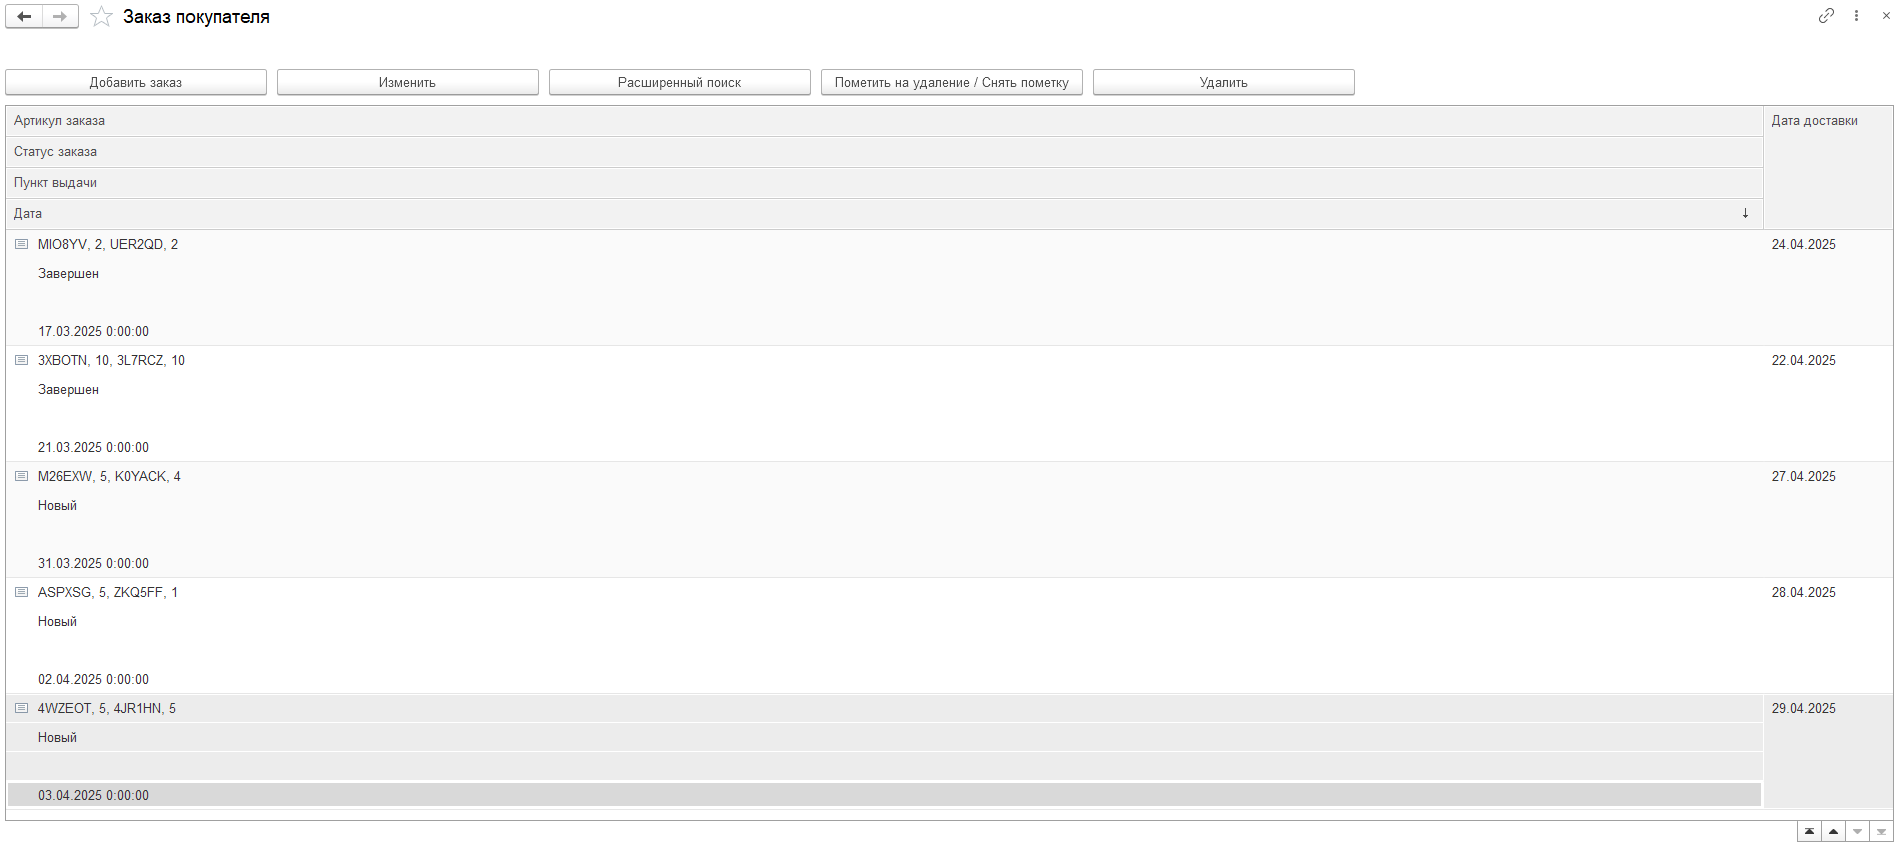 Заказ покупателя
Добавить заказ Изменить Расширенный поиск Пометить на удаление / Снять пометку Удалить
Артикул заказа Дата доставки
Статус заказа
Пункт выдачи
Дата
MIO8YV, 2, UER2QD, 2 24.04.2025
Завершен
17.03.2025 0:00:00
3XBOTN, 10, 3L7RCZ, 10 22.04.2025
Завершен
21.03.2025 0:00:00
M26EXW, 5, K0YACK, 4 27.04.2025
Новый
31.03.2025 0:00:00
ASPXSG, 5, ZKQ5FF, 1 28.04.2025
Новый
02.04.2025 0:00:00
4WZEOT, 5, 4JR1HN, 5 29.04.2025
Новый
03.04.2025 0:00:00